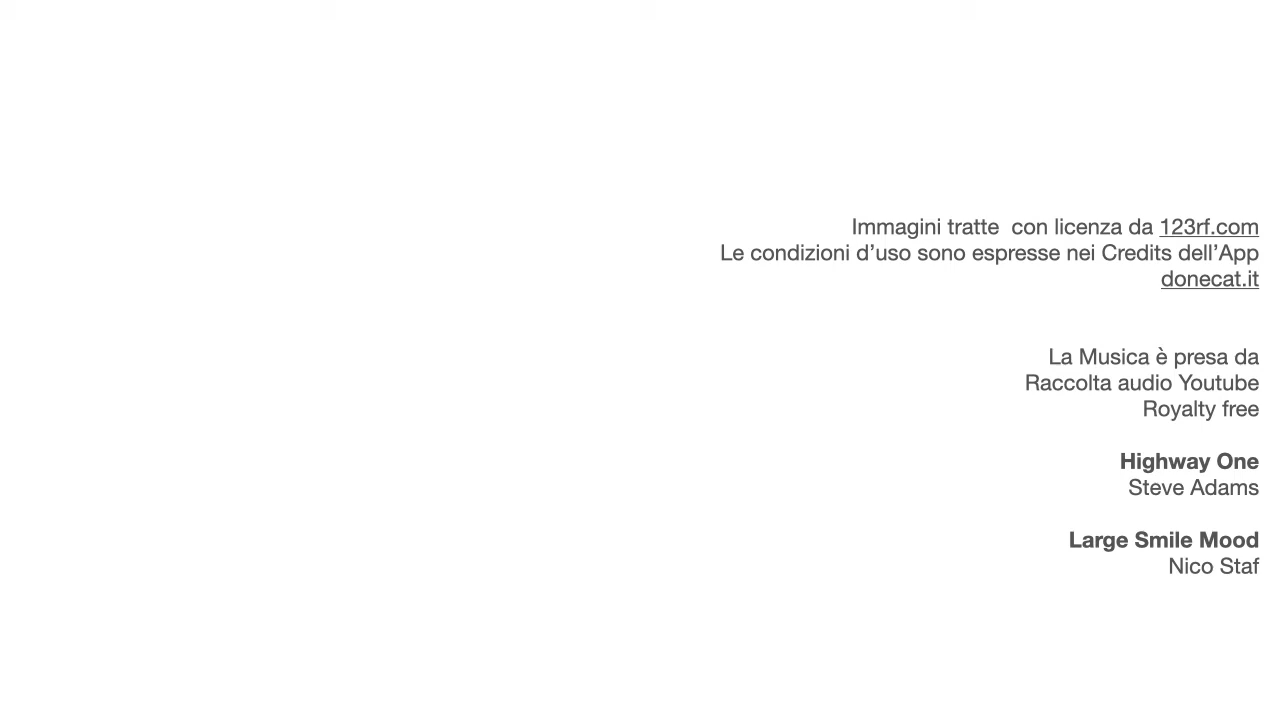 Immagini tratte  con licenza da 123rf.com
Le condizioni d’uso sono espresse nei Credits dell’App
donecat.it
La Musica è presa da
Raccolta audio Youtube
Royalty free
Highway One
Steve Adams
Large Smile Mood
Nico Staf